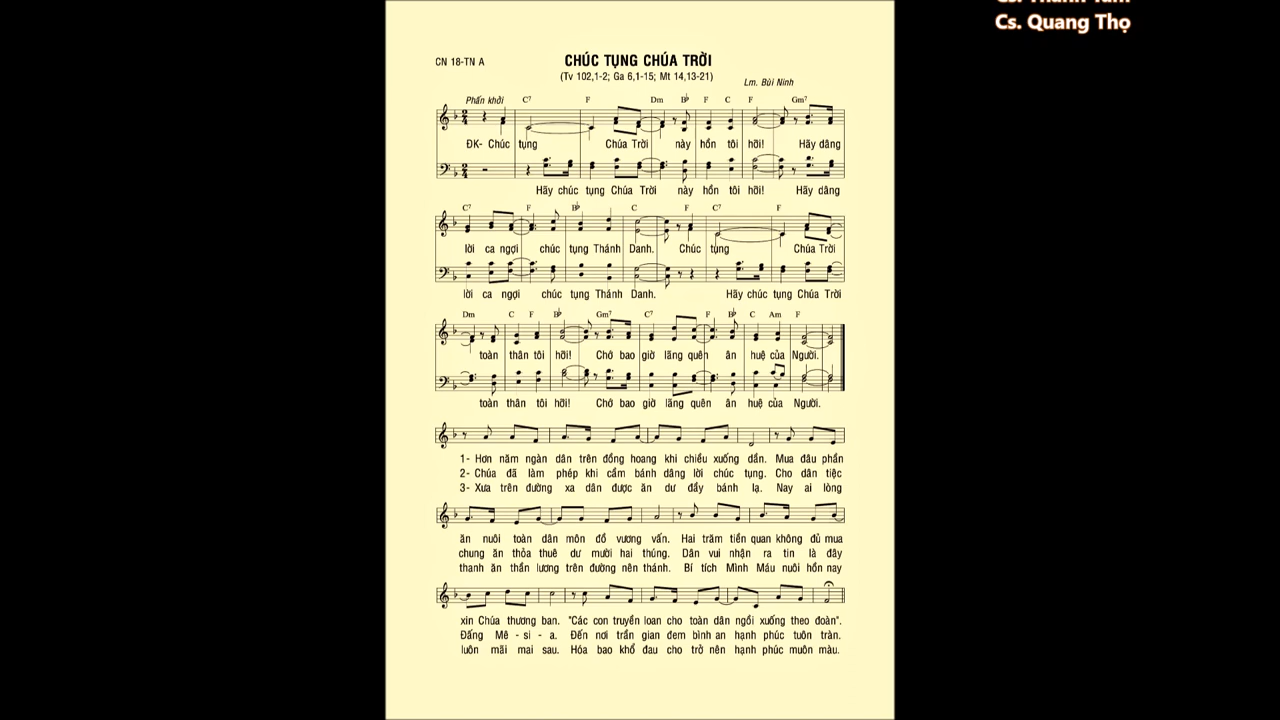 Cs. Quang Thọ
CN 18-TN A
CHÚC TỤNG CHÚA TRỜI
(Tv 102,1-2; Ga 6,1-15; Mt 14,13-21)
Lm. Bùi Ninh
Phấn khởi
C7 F Dm B♭ F C F Gm7
ĐK- Chúc tụng Chúa Trời này hồn tôi hỡi! Hãy dâng
Hãy chúc tụng Chúa Trời này hồn tôi hỡi! Hãy dâng
C7 F B♭ C F C7 F
lời ca ngợi chúc tụng Thánh Danh. Chúc tụng Chúa Trời
lời ca ngợi chúc tụng Thánh Danh. Hãy chúc tụng Chúa Trời
Dm C F B♭ Gm7 C7 F B♭ C Am F
toàn thân tôi hỡi! Chớ bao giờ lãng quên ân huệ của Người.
toàn thân tôi hỡi! Chớ bao giờ lãng quên ân huệ của Người.
1- Hơn năm ngàn dân trên đồng hoang khi chiều xuống dần. Mua đâu phần
2- Chúa đã làm phép khi cầm bánh dâng lời chúc tụng. Cho dân tiệc
3- Xưa trên đường xa dân được ăn dư đầy bánh lạ. Nay ai lòng
ăn nuôi toàn dân môn đồ vương vấn. Hai trăm tiền quan không đủ mua
chung ăn thỏa thuê dư mười hai thúng. Dân vui nhận ra tin là đây
thanh ăn thần lương trên đường nên thánh. Bí tích Mình Máu nuôi hồn nay
xin Chúa thương ban. "Các con truyền loan cho toàn dân ngồi xuống theo đoàn".
Đấng Mê - si - a. Đến nơi trần gian đem bình an hạnh phúc tuôn tràn.
luôn mãi mai sau. Hóa bao khổ đau cho trở nên hạnh phúc muôn màu.